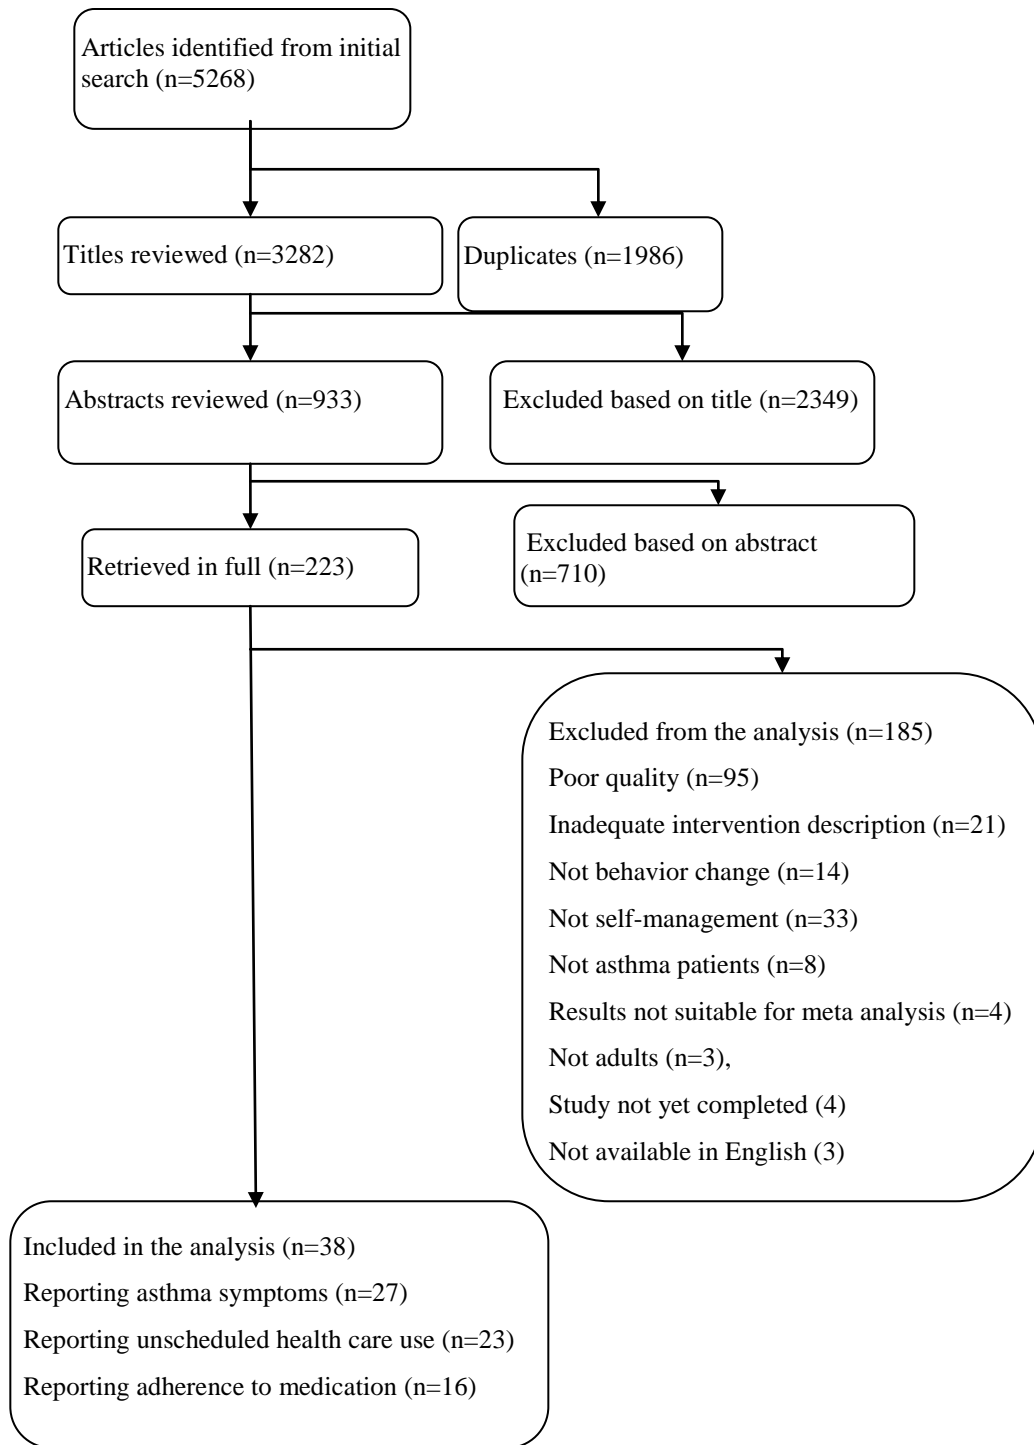 Articles identified from initial
search (n=5268)
Titles reviewed (n=3282)
Duplicates (n=1986)
Abstracts reviewed (n=933)
Excluded based on title (n=2349)
Retrieved in full (n=223)
Excluded based on abstract
(n=710)
Excluded from the analysis (n=185)
Poor quality (n=95)
Inadequate intervention description (n=21)
Not behavior change (n=14)
Not self-management (n=33)
Not asthma patients (n=8)
Results not suitable for meta analysis (n=4)
Not adults (n=3),
Study not yet completed (4)
Not available in English (3)
Included in the analysis (n=38)
Reporting asthma symptoms (n=27)
Reporting unscheduled health care use (n=23)
Reporting adherence to medication (n=16)